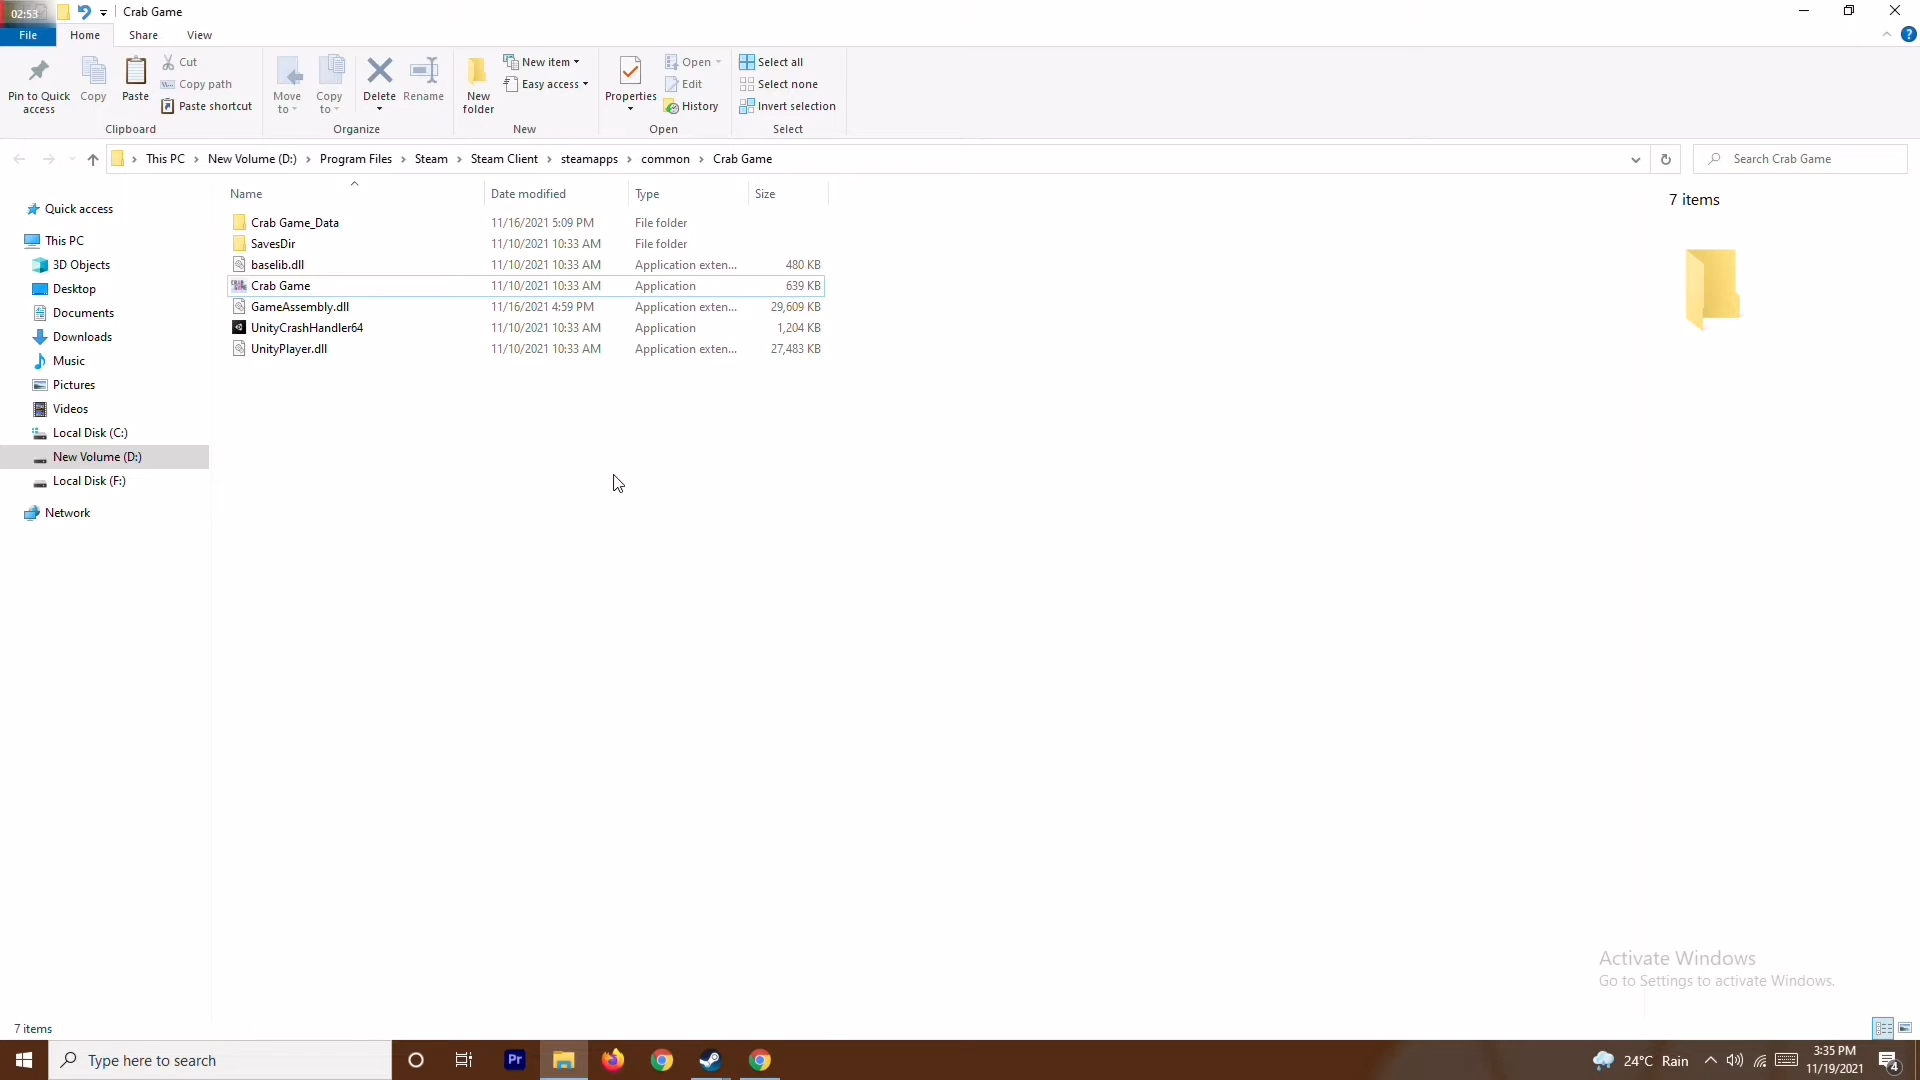 02:53
Crab Game
File Home Share View
Pin to Quick access
Copy
Paste
Cut
Copy path
Paste shortcut
Clipboard
Move to
Copy to
Delete
Rename
Organize
New folder
New item
Easy access
New
Properties
Open
Edit
History
Open
Select all
Select none
Invert selection
Select
This PC > New Volume (D:) > Program Files > Steam > Steam Client > steamapps > common > Crab Game
Search Crab Game
Quick access
This PC
3D Objects
Desktop
Documents
Downloads
Music
Pictures
Videos
Local Disk (C:)
New Volume (D:)
Local Disk (F:)
Network
Name Date modified Type Size
Crab Game_Data 11/16/2021 5:09 PM File folder
SavesDir 11/10/2021 10:33 AM File folder
baselib.dll 11/10/2021 10:33 AM Application exten... 480 KB
Crab Game 11/10/2021 10:33 AM Application 639 KB
GameAssembly.dll 11/16/2021 4:59 PM Application exten... 29,609 KB
UnityCrashHandler64 11/10/2021 10:33 AM Application 1,204 KB
UnityPlayer.dll 11/10/2021 10:33 AM Application exten... 27,483 KB
7 items
Activate Windows
Go to Settings to activate Windows.
7 items
Type here to search
Pr
24°C Rain
3:35 PM
11/19/2021
4